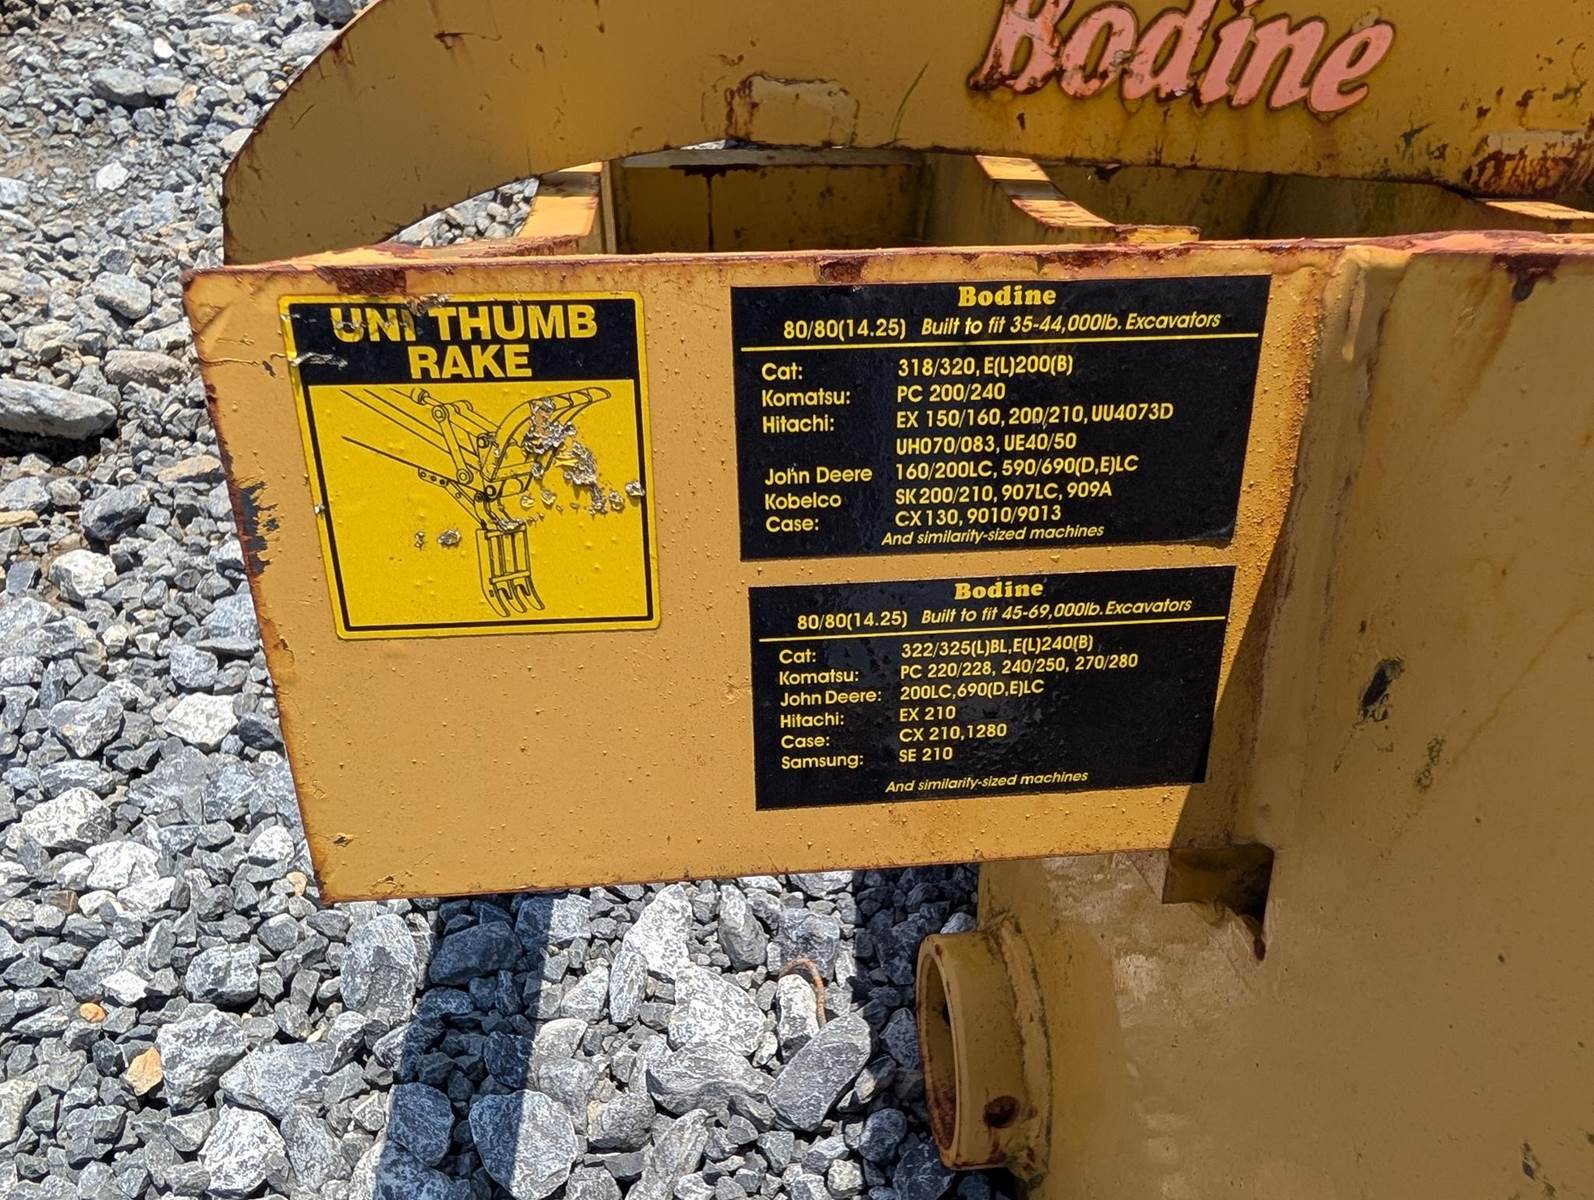 Bodine
UNI THUMB
RAKE
Bodine
80/80(14.25) Built to fit 35-44,000lb. Excavators
Cat: 318/320, E(L)200(B)
Komatsu: PC 200/240
Hitachi: EX 150/160, 200/210, UU4073D
UH070/083, UE40/50
John Deere 160/200LC, 590/690(D,E)LC
Kobelco SK 200/210, 907LC, 909A
Case: CX130, 9010/9013
And similarity-sized machines
Bodine
80/80(14.25) Built to fit 45-69,000lb. Excavators
Cat: 322/325(L)BL,E(L)240(B)
Komatsu: PC 220/228, 240/250, 270/280
John Deere: 200LC,690(D,E)LC
Hitachi: EX 210
Case: CX 210,1280
Samsung: SE 210
And similarity-sized machines